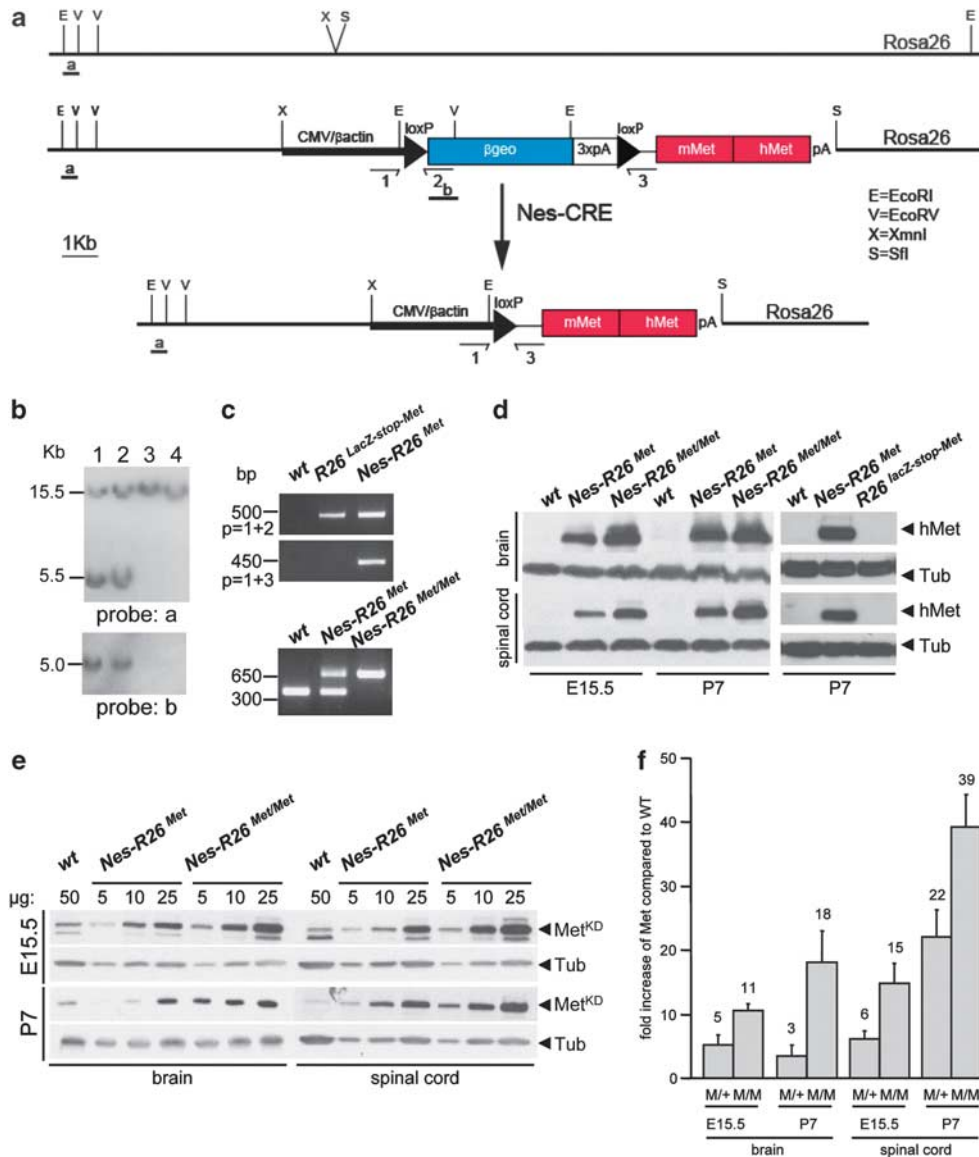 a
E V V X S E
Rosa26
a
E V V X E loxP V E loxP S
CMV/βactin βgeo 3xpA mMet hMet pA Rosa26
a 1 2 b 3
Nes-CRE
1Kb
E=EcoRI
V=EcoRV
X=XmnI
S=SfI
E V V X E loxP S
CMV/βactin mMet hMet pA Rosa26
a 1 3
b
Kb 1 2 3 4
15.5
5.5
probe: a
5.0
probe: b
c
wt R26 LacZ-stop-Met Nes-R26 Met
bp
500
p=1+2
450
p=1+3
wt Nes-R26 Met Nes-R26 Met/Met
650
300
d
wt Nes-R26 Met Nes-R26 Met/Met wt Nes-R26 Met Nes-R26 Met/Met wt Nes-R26 Met R26 lacZ-stop-Met
brain
hMet
Tub
spinal cord
hMet
Tub
E15.5 P7 P7
e
wt Nes-R26 Met Nes-R26 Met/Met wt Nes-R26 Met Nes-R26 Met/Met
µg: 50 5 10 25 5 10 25 50 5 10 25 5 10 25
E15.5
Met KD
Tub
P7
Met KD
Tub
brain spinal cord
f
fold increase of Met compared to WT
50
40
30
20
10
0
5 11 3 18 6 15 22 39
M/+ M/M M/+ M/M M/+ M/M M/+ M/M
E15.5 P7 E15.5 P7
brain spinal cord